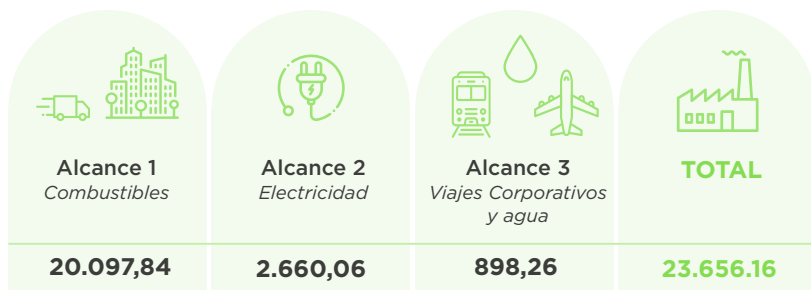 Alcance 1
Combustibles
20.097,84
Alcance 2
Electricidad
2.660,06
Alcance 3
Viajes Corporativos
y agua
898,26
TOTAL
23.656.16